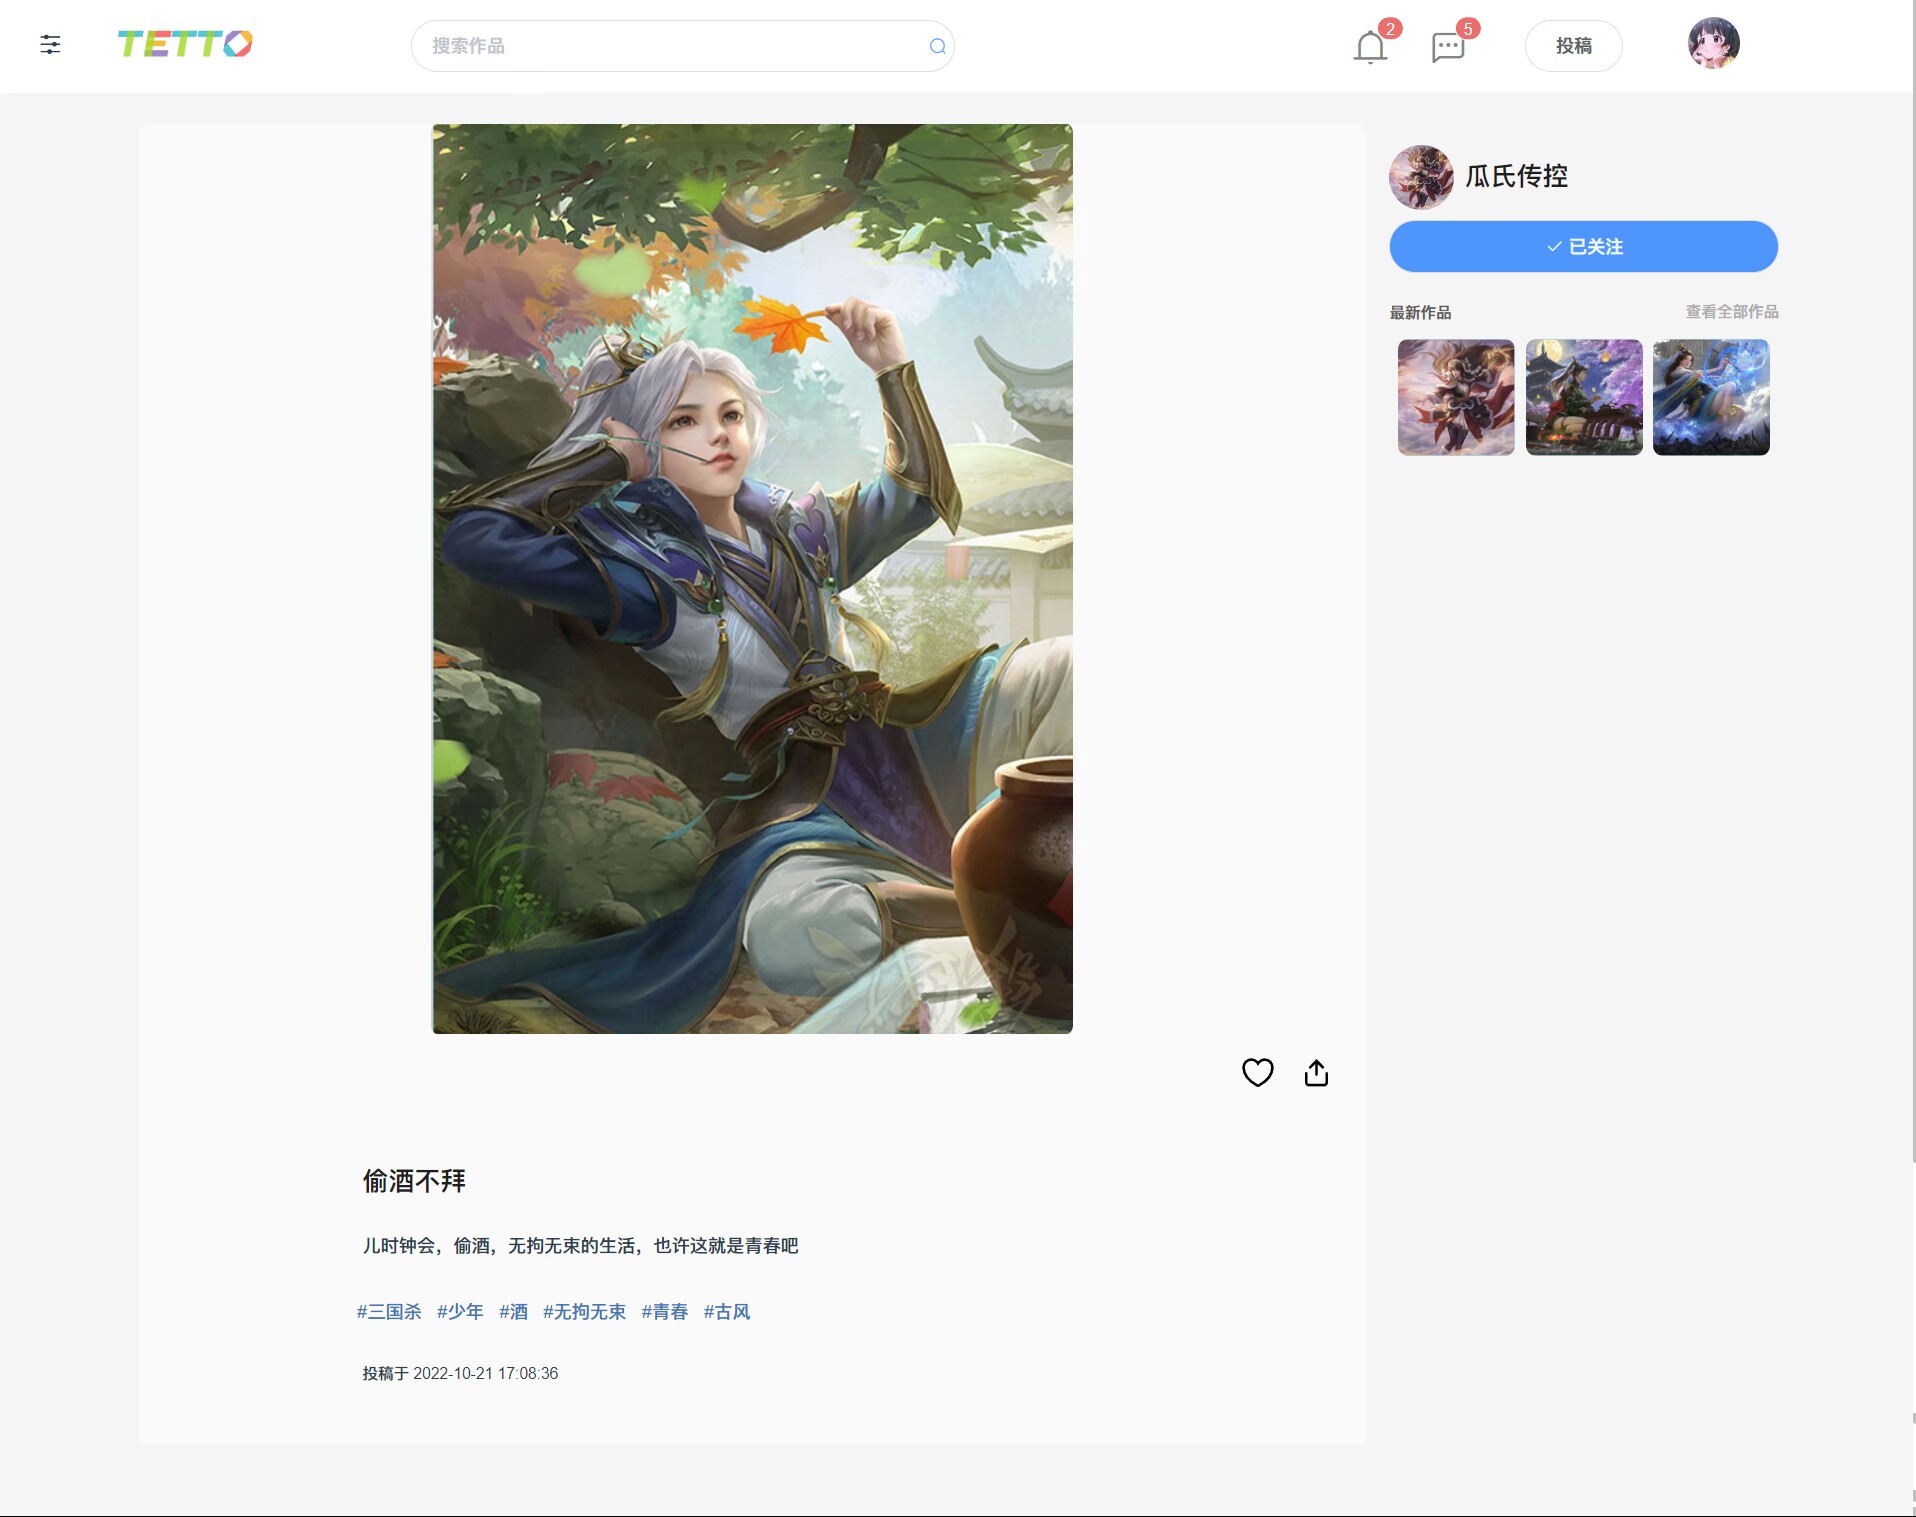 TETTO
搜索作品
2
5
投稿
瓜氏传控
已关注
最新作品
查看全部作品
偷酒不拜
儿时钟会，偷酒，无拘无束的生活，也许这就是青春吧
#三国杀 #少年 #酒 #无拘无束 #青春 #古风
投稿于 2022-10-21 17:08:36